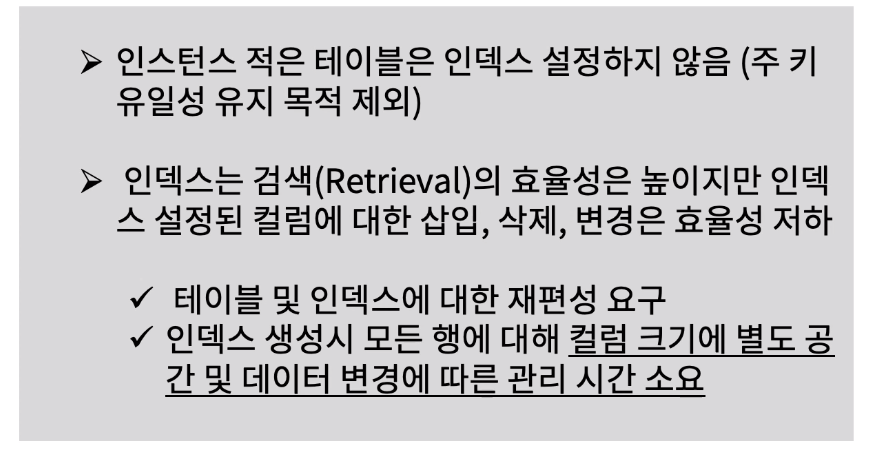 ➢ 인스턴스 적은 테이블은 인덱스 설정하지 않음 (주 키
유일성 유지 목적 제외)
➢ 인덱스는 검색(Retrieval)의 효율성은 높이지만 인덱
스 설정된 컬럼에 대한 삽입, 삭제, 변경은 효율성 저하
✓ 테이블 및 인덱스에 대한 재편성 요구
✓ 인덱스 생성시 모든 행에 대해 컬럼 크기에 별도 공
간 및 데이터 변경에 따른 관리 시간 소요